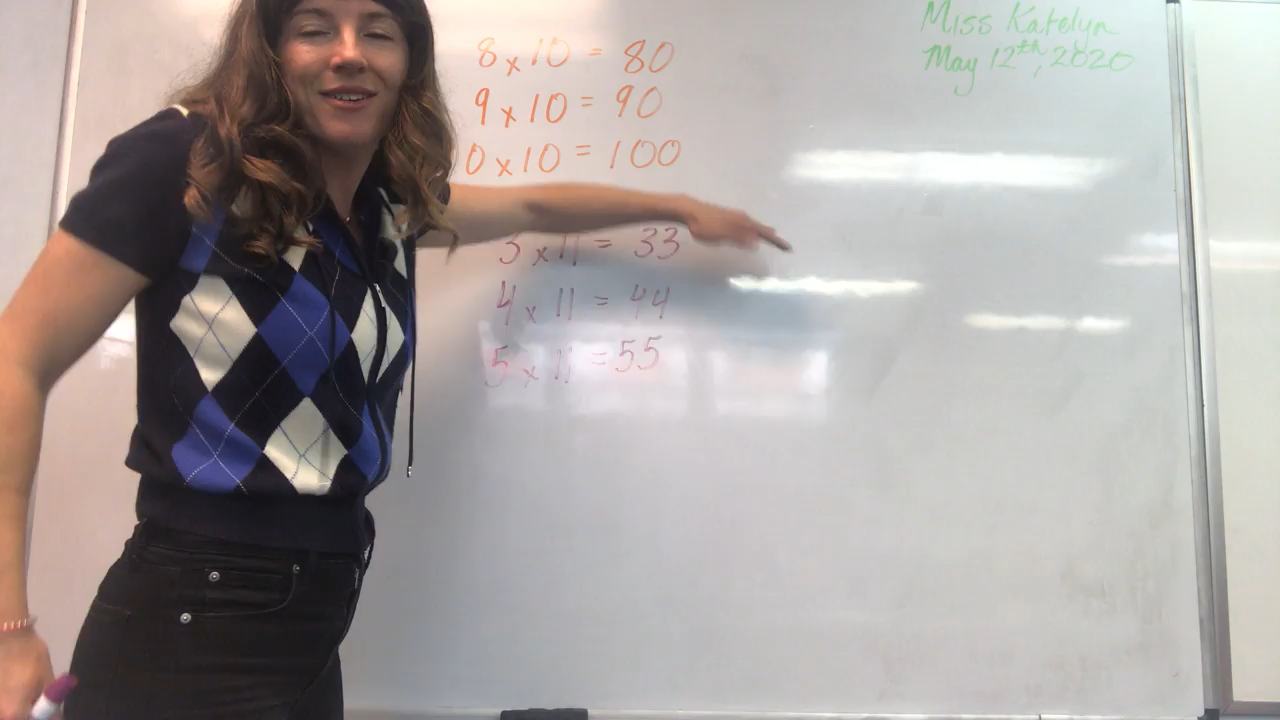 8 x 10 = 80
9 x 10 = 90
0 x 10 = 100
3 x 11 = 33
4 x 11 = 44
5 x 11 = 55
Miss Katelyn
May 12th, 2020